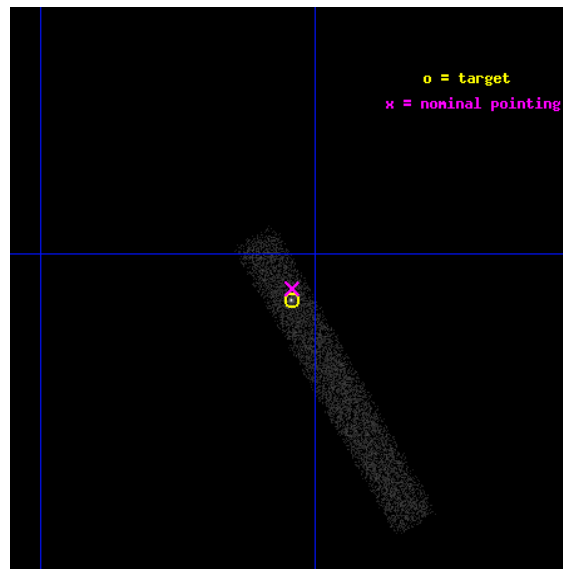 o = target
x = nominal pointing